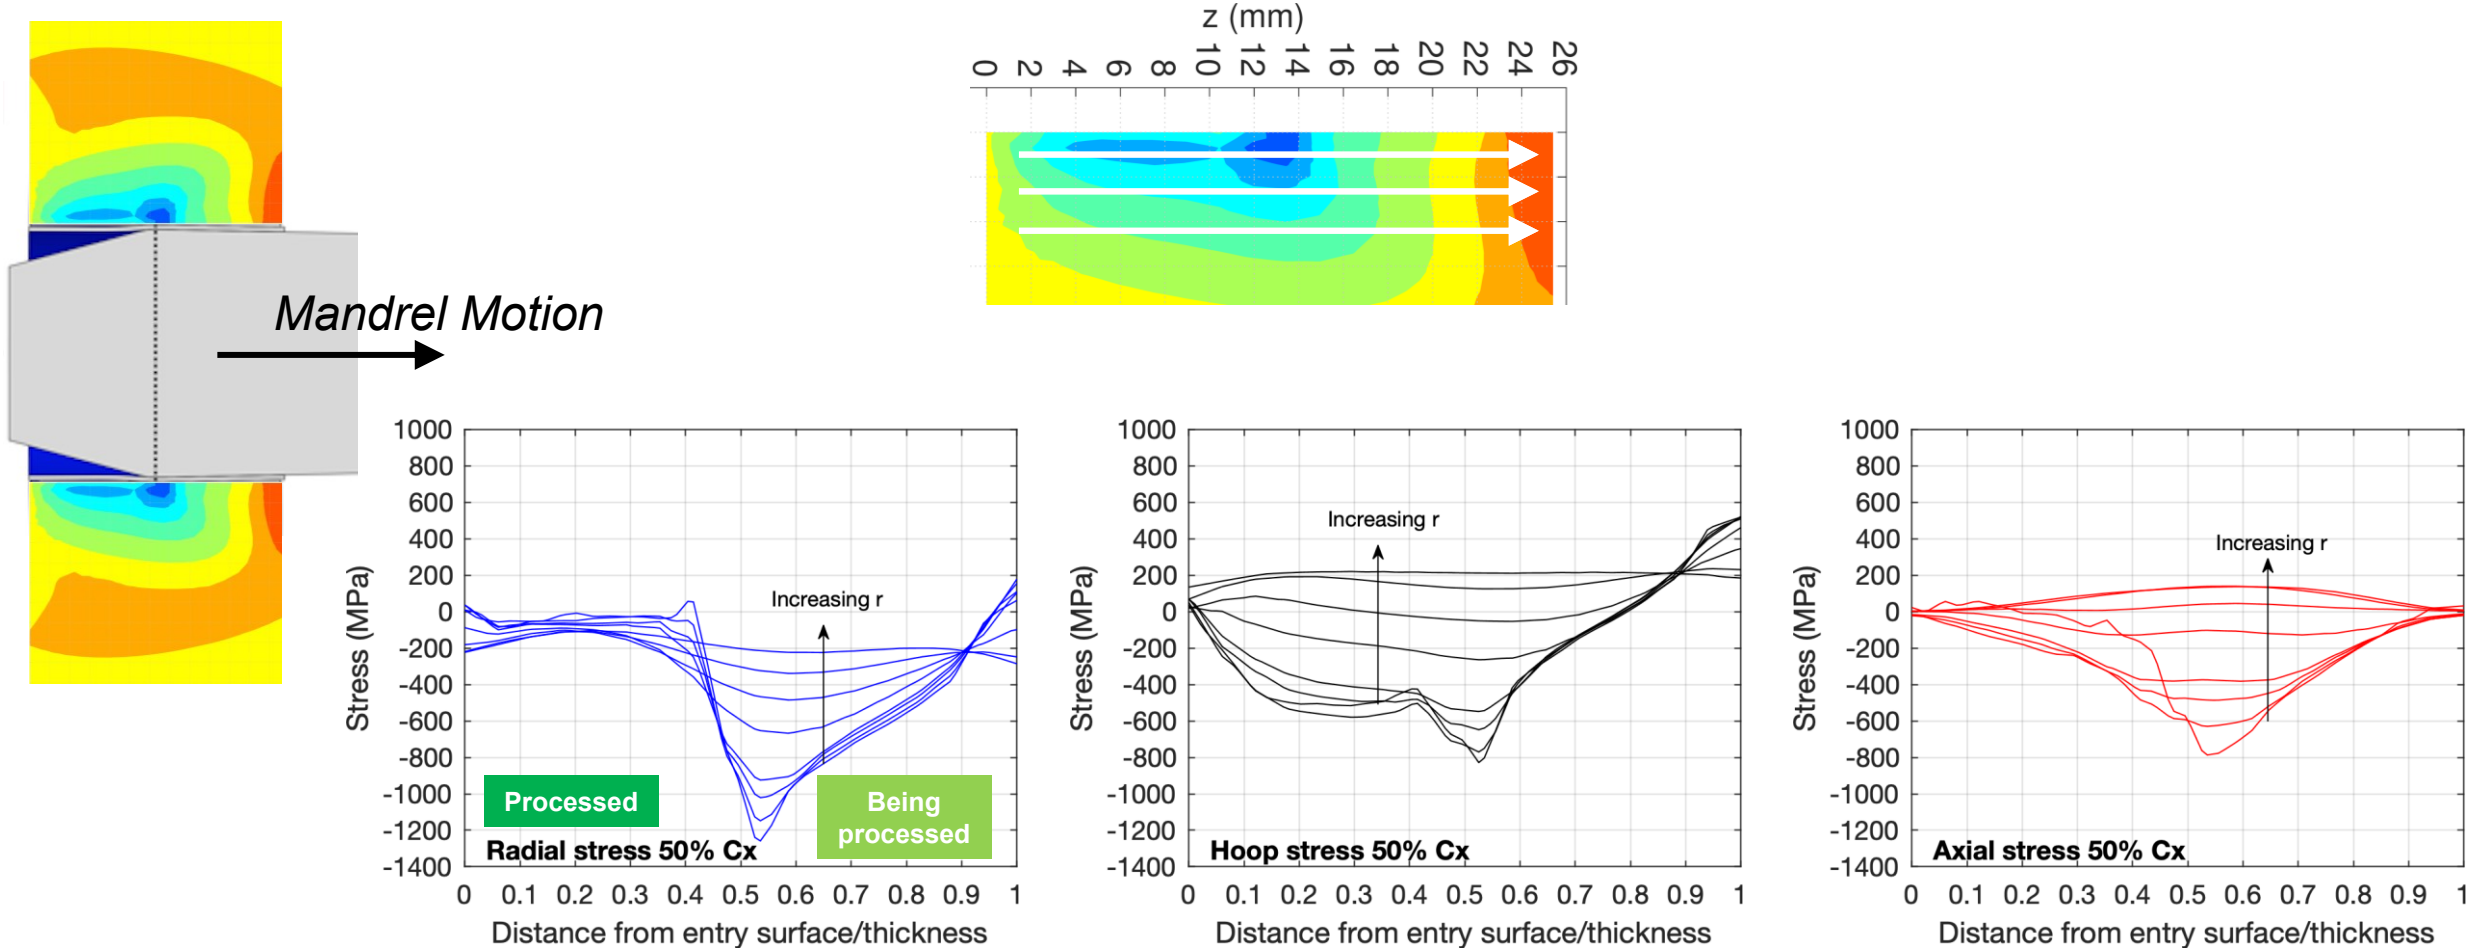 z (mm)
0 2 4 6 8 10 12 14 16 18 20 22 24 26
Mandrel Motion
1000
800
600
400
200
0
-200
-400
-600
-800
-1000
-1200
-1400
Stress (MPa)
Increasing r
Processed
Being
processed
Radial stress 50% Cx
0 0.1 0.2 0.3 0.4 0.5 0.6 0.7 0.8 0.9 1
Distance from entry surface/thickness
1000
800
600
400
200
0
-200
-400
-600
-800
-1000
-1200
-1400
Stress (MPa)
Increasing r
Hoop stress 50% Cx
0 0.1 0.2 0.3 0.4 0.5 0.6 0.7 0.8 0.9 1
Distance from entry surface/thickness
1000
800
600
400
200
0
-200
-400
-600
-800
-1000
-1200
-1400
Stress (MPa)
Increasing r
Axial stress 50% Cx
0 0.1 0.2 0.3 0.4 0.5 0.6 0.7 0.8 0.9 1
Distance from entry surface/thickness